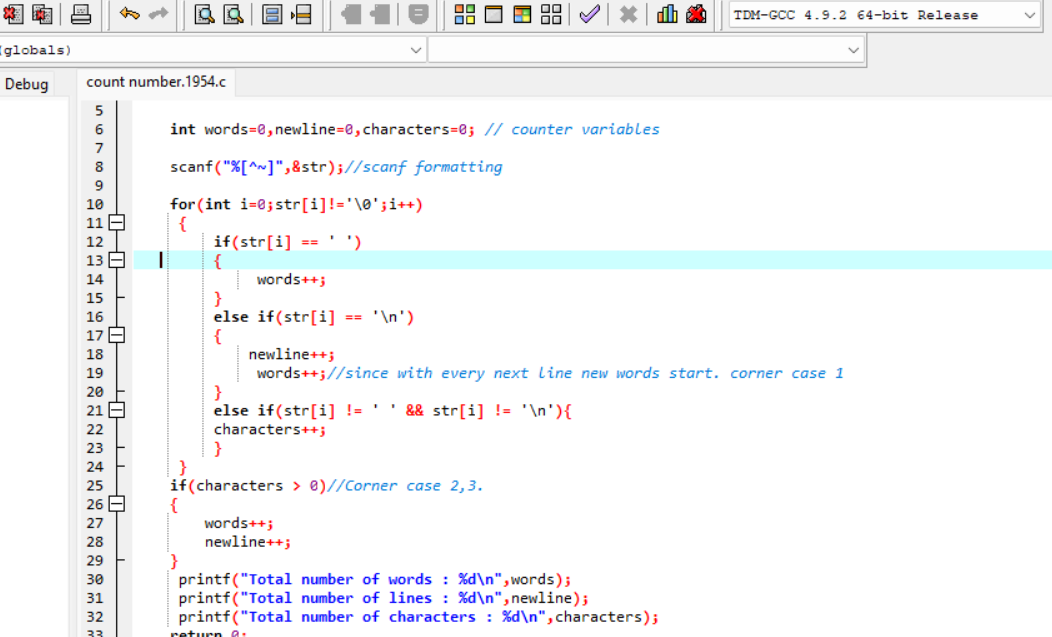 TDM-GCC 4.9.2 64-bit Release
(globals)
Debug
count number.1954.c
5
6 int words=0,newline=0,characters=0; // counter variables
7
8 scanf("%[^~]",&str);//scanf formatting
9
10 for(int i=0;str[i]!='\0';i++)
11 {
12 if(str[i] == ' ')
13 {
14 words++;
15 }
16 else if(str[i] == '\n')
17 {
18 newline++;
19 words++;//since with every next line new words start. corner case 1
20 }
21 else if(str[i] != ' ' && str[i] != '\n'){
22 characters++;
23 }
24 }
25 if(characters > 0)//Corner case 2,3.
26 {
27 words++;
28 newline++;
29 }
30 printf("Total number of words : %d\n",words);
31 printf("Total number of lines : %d\n",newline);
32 printf("Total number of characters : %d\n",characters);
33 return 0;